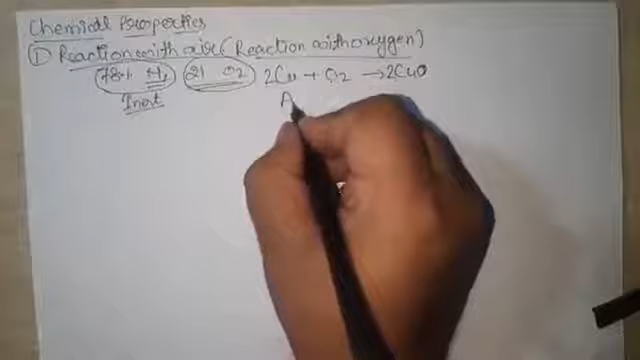 Chemical Properties
① Reaction with air (Reaction with oxygen)
78% N₂ 21 O₂ 2Cu + O₂ → 2CuO
Inert A